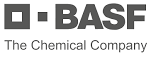 BASF
The Chemical Company